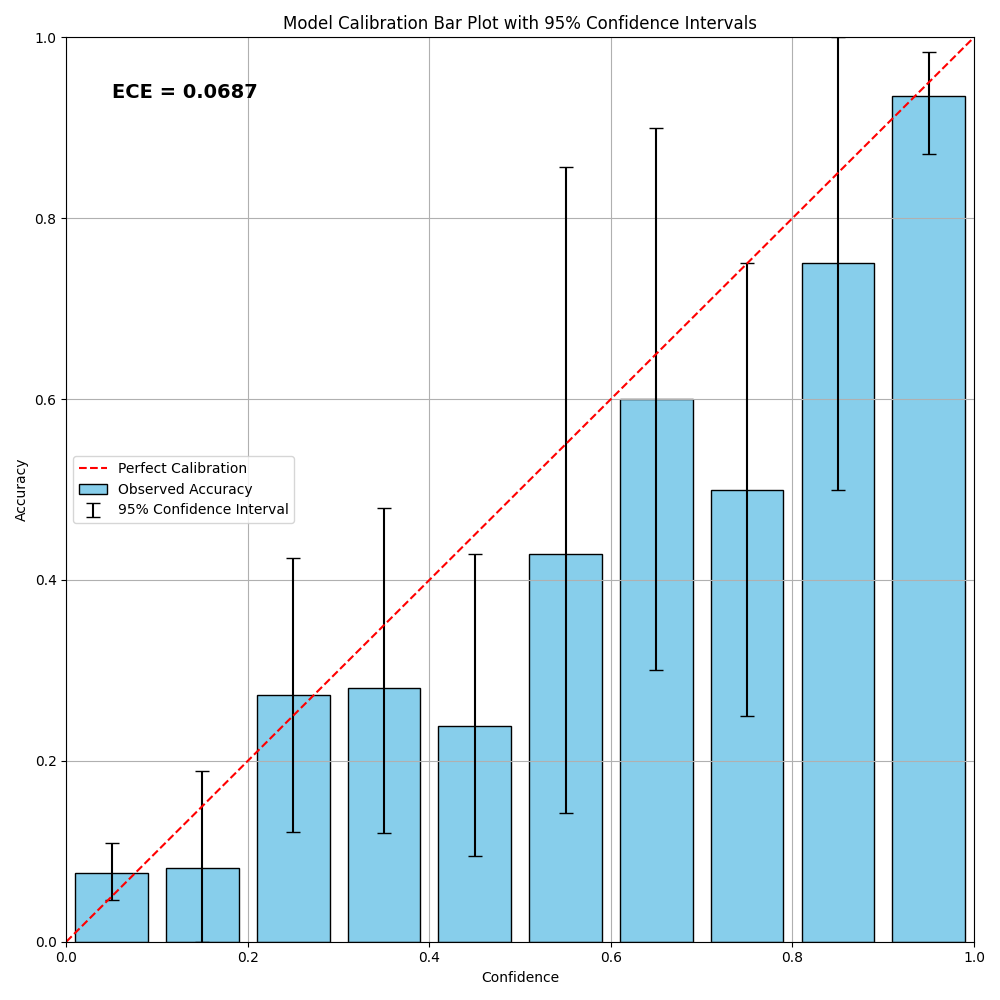 Model Calibration Bar Plot with 95% Confidence Intervals
1.0
ECE = 0.0687
0.8
0.6
Perfect Calibration
Observed Accuracy
95% Confidence Interval
Accuracy
0.4
0.2
0.0
0.0 0.2 0.4 0.6 0.8 1.0
Confidence